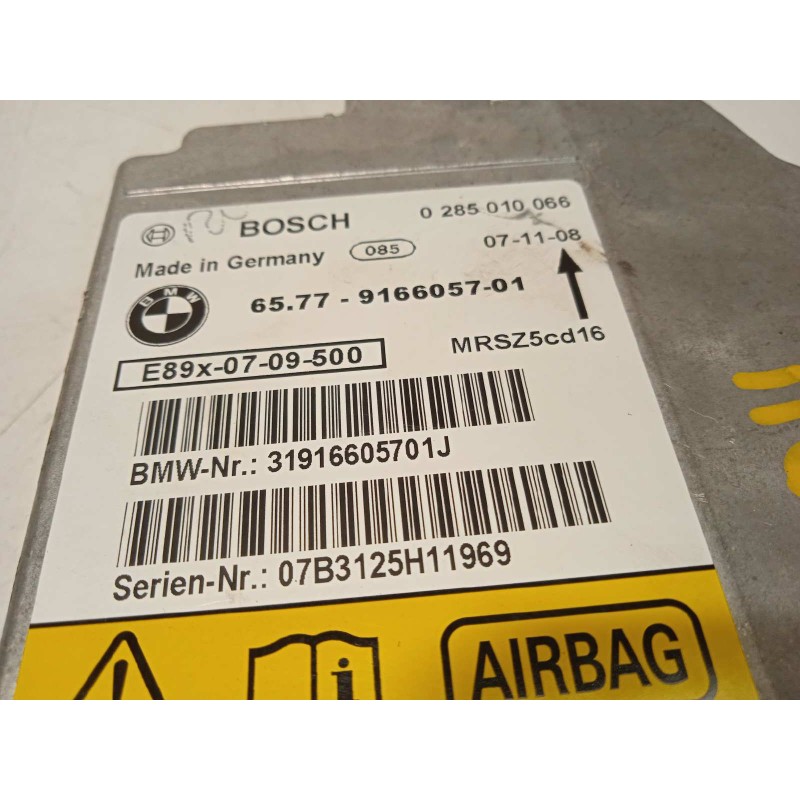 BOSCH 0 285 010 066
Made in Germany 085 07-11-08
BMW 65.77 - 9166057-01
MRSZ5cd16
E89x-07-09-500
BMW-Nr.: 31916605701J
Serien-Nr.: 07B3125H11969
! i AIRBAG